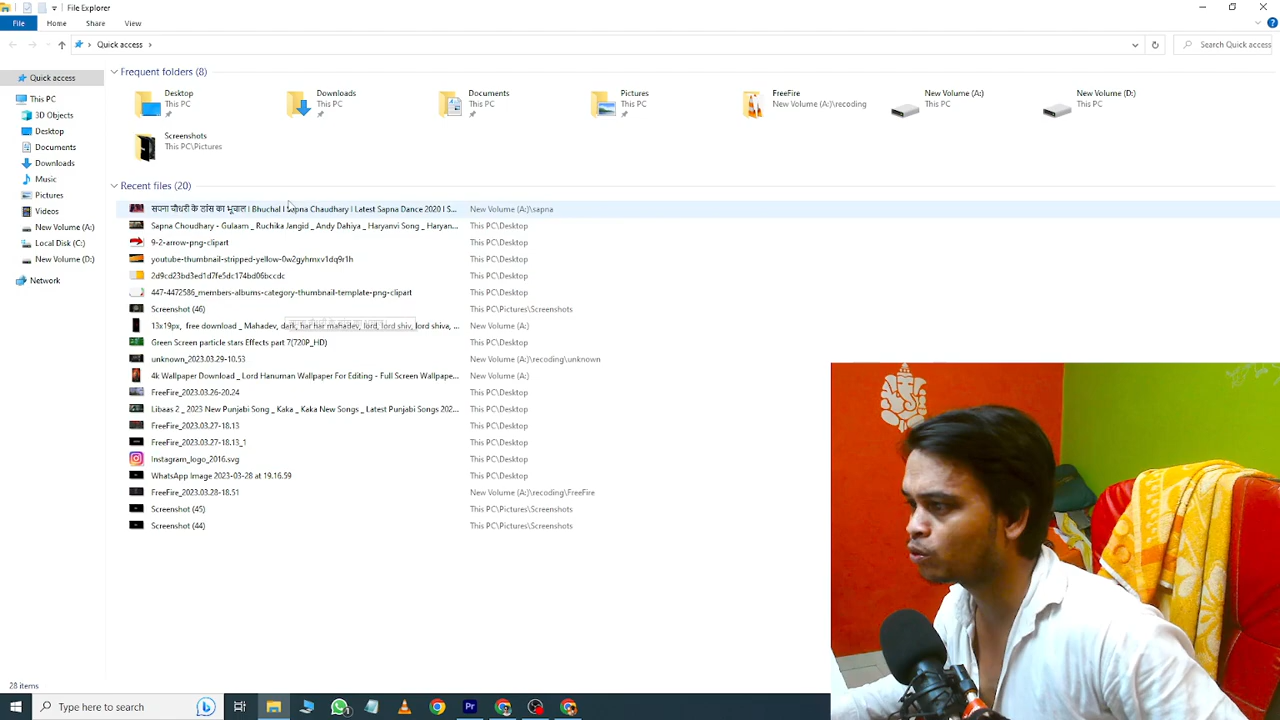 File Explorer
File Home Share View
Quick access
Search Quick access
Quick access
This PC
3D Objects
Desktop
Documents
Downloads
Music
Pictures
Videos
New Volume (A:)
Local Disk (C:)
New Volume (D:)
Network
Frequent folders (8)
Desktop
This PC
Downloads
This PC
Documents
This PC
Pictures
This PC
FreeFire
New Volume (A:)\recoding
New Volume (A:)
This PC
New Volume (D:)
This PC
Screenshots
This PC\Pictures
Recent files (20)
सपना चौधरी के डांस का भूचाल I Bhuchal I Sapna Chaudhary I Latest Sapna Dance 2020 I S... New Volume (A:)\sapna
Sapna Choudhary - Gulaam _ Ruchika Jangid _ Andy Dahiya _ Haryanvi Song _ Haryan... This PC\Desktop
9-2-arrow-png-clipart This PC\Desktop
youtube-thumbnail-stripped-yellow-0w2gyhmxv1dq9r1h This PC\Desktop
2d9cd23bd3ed1d7fe5dc174bd06bccdc This PC\Desktop
447-4472586_members-albums-category-thumbnail-template-png-clipart This PC\Desktop
Screenshot (46) This PC\Pictures\Screenshots
13x19px, free download _ Mahadev, dark, har har mahadev, lord, lord shiv, lord shiva, ... New Volume (A:)
Green Screen particle stars Effects part 7(720P_HD) This PC\Desktop
unknown_2023.03.29-10.53 New Volume (A:)\recoding\unknown
4k Wallpaper Download _ Lord Hanuman Wallpaper For Editing - Full Screen Wallpape... New Volume (A:)
FreeFire_2023.03.26-20.24 This PC\Desktop
Libaas 2 _ 2023 New Punjabi Song _ Kaka _ Kaka New Songs _ Latest Punjabi Songs 202... This PC\Desktop
FreeFire_2023.03.27-18.13 This PC\Desktop
FreeFire_2023.03.27-18.13_1 This PC\Desktop
Instagram_logo_2016.svg This PC\Desktop
WhatsApp Image 2023-03-28 at 19.16.59 This PC\Desktop
FreeFire_2023.03.28-18.51 New Volume (A:)\recoding\FreeFire
Screenshot (45) This PC\Pictures\Screenshots
Screenshot (44) This PC\Pictures\Screenshots
28 items
Type here to search
Pr